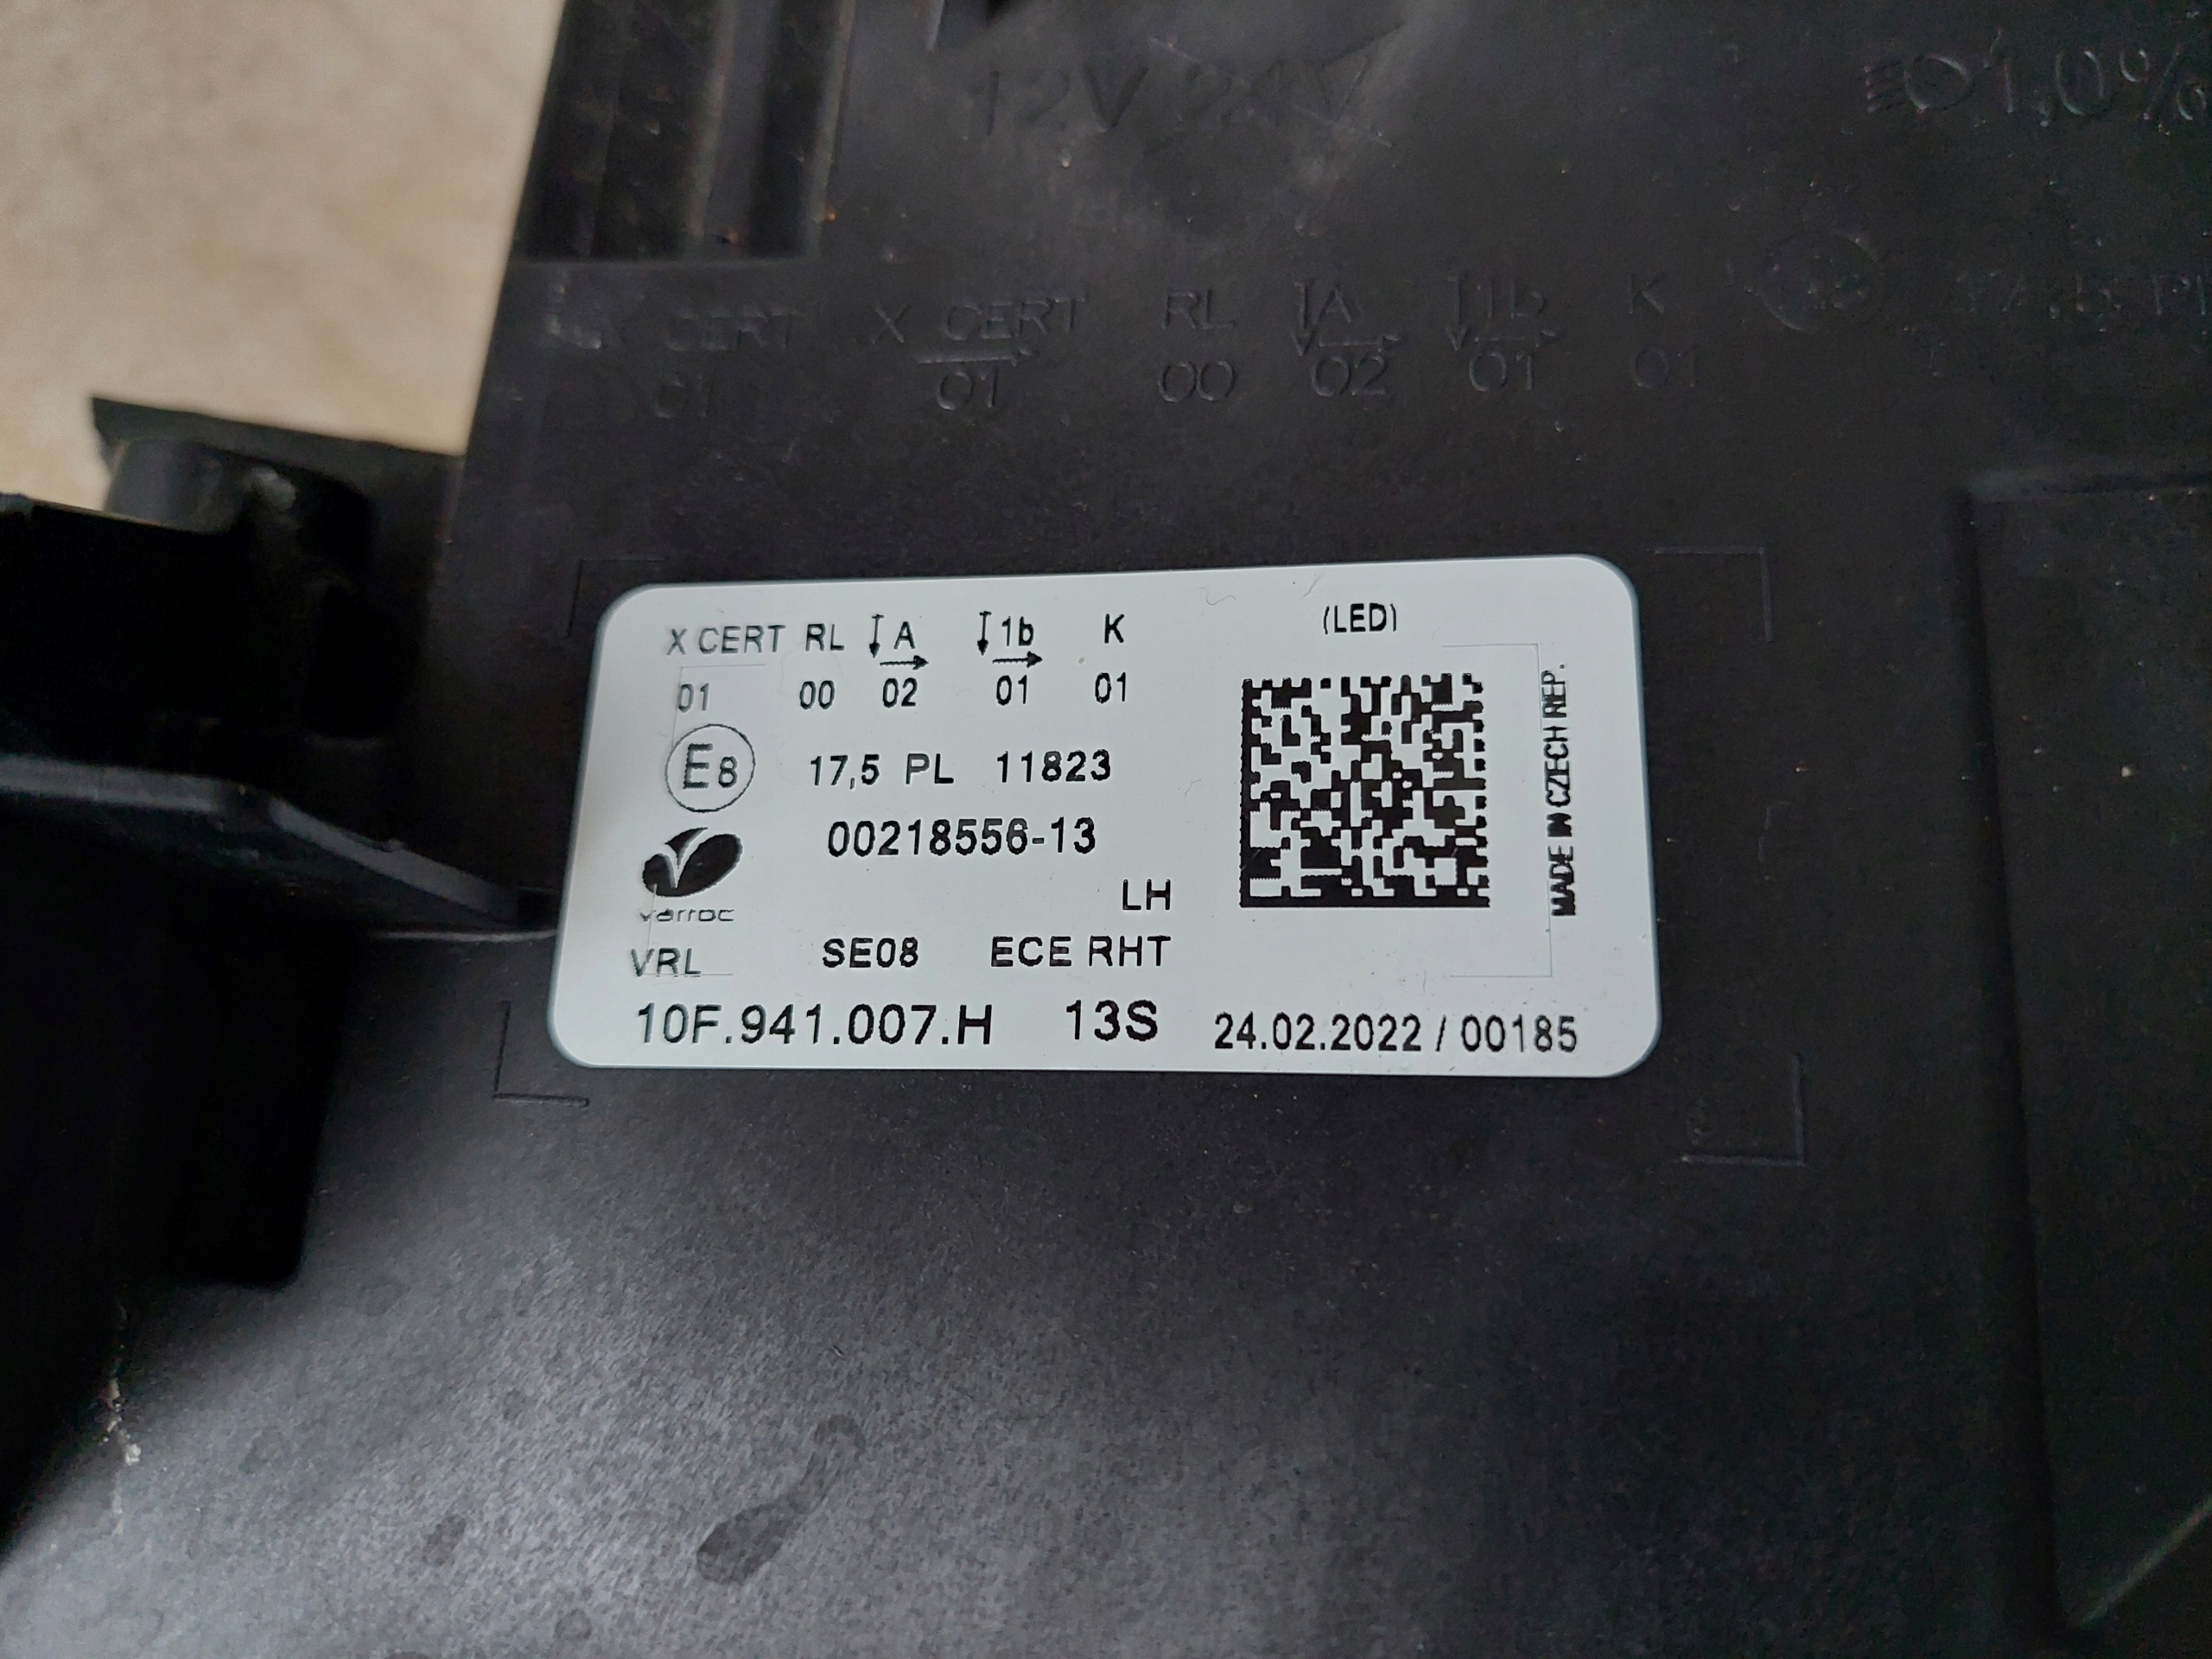 12V 24V
01,0%
X CERT X CERT RL A 1b K
01 01 00 02 01 01
X CERT RL A 1b K (LED)
01 00 02 01 01
E8 17,5 PL 11823
00218556-13
varroc
LH
VRL SE08 ECE RHT
10F.941.007.H 13S 24.02.2022 / 00185
MADE IN CZECH REP.